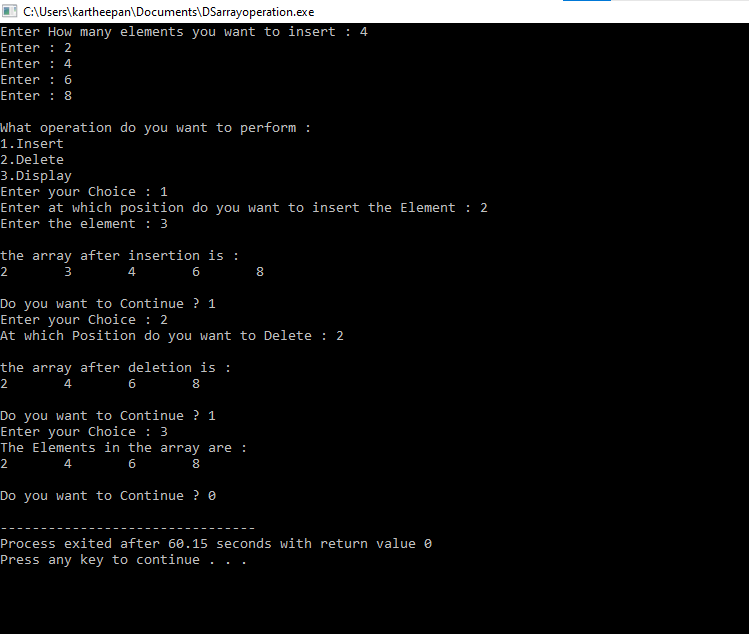 C:\Users\kartheepan\Documents\DSarrayoperation.exe
Enter How many elements you want to insert : 4
Enter : 2
Enter : 4
Enter : 6
Enter : 8
What operation do you want to perform :
1.Insert
2.Delete
3.Display
Enter your Choice : 1
Enter at which position do you want to insert the Element : 2
Enter the element : 3
the array after insertion is :
2       3       4       6       8
Do you want to Continue ? 1
Enter your Choice : 2
At which Position do you want to Delete : 2
the array after deletion is :
2       4       6       8
Do you want to Continue ? 1
Enter your Choice : 3
The Elements in the array are :
2       4       6       8
Do you want to Continue ? 0
--------------------------------
Process exited after 60.15 seconds with return value 0
Press any key to continue . . .